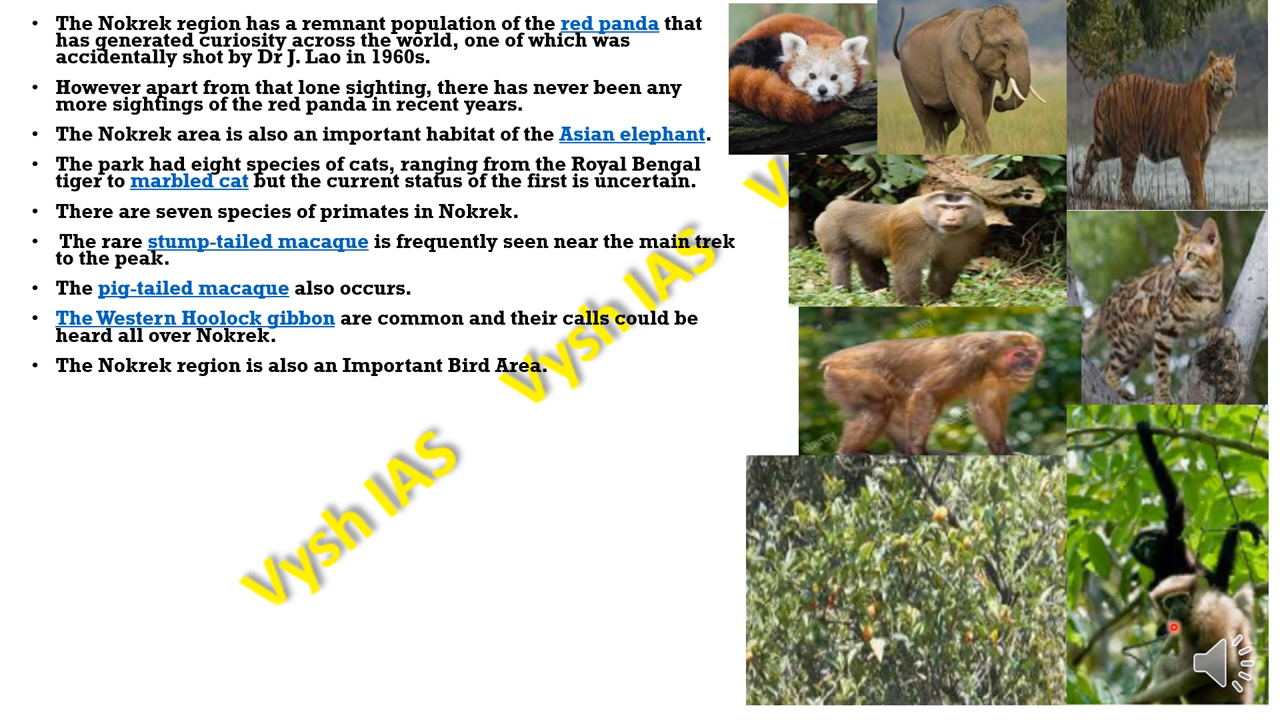 • The Nokrek region has a remnant population of the red panda that
has generated curiosity across the world, one of which was
accidentally shot by Dr J. Lao in 1960s.
• However apart from that lone sighting, there has never been any
more sightings of the red panda in recent years.
• The Nokrek area is also an important habitat of the Asian elephant.
• The park had eight species of cats, ranging from the Royal Bengal
tiger to marbled cat but the current status of the first is uncertain.
• There are seven species of primates in Nokrek.
• The rare stump-tailed macaque is frequently seen near the main trek
to the peak.
• The pig-tailed macaque also occurs.
• The Western Hoolock gibbon are common and their calls could be
heard all over Nokrek.
• The Nokrek region is also an Important Bird Area.
Vysh IAS
Vysh IAS
V